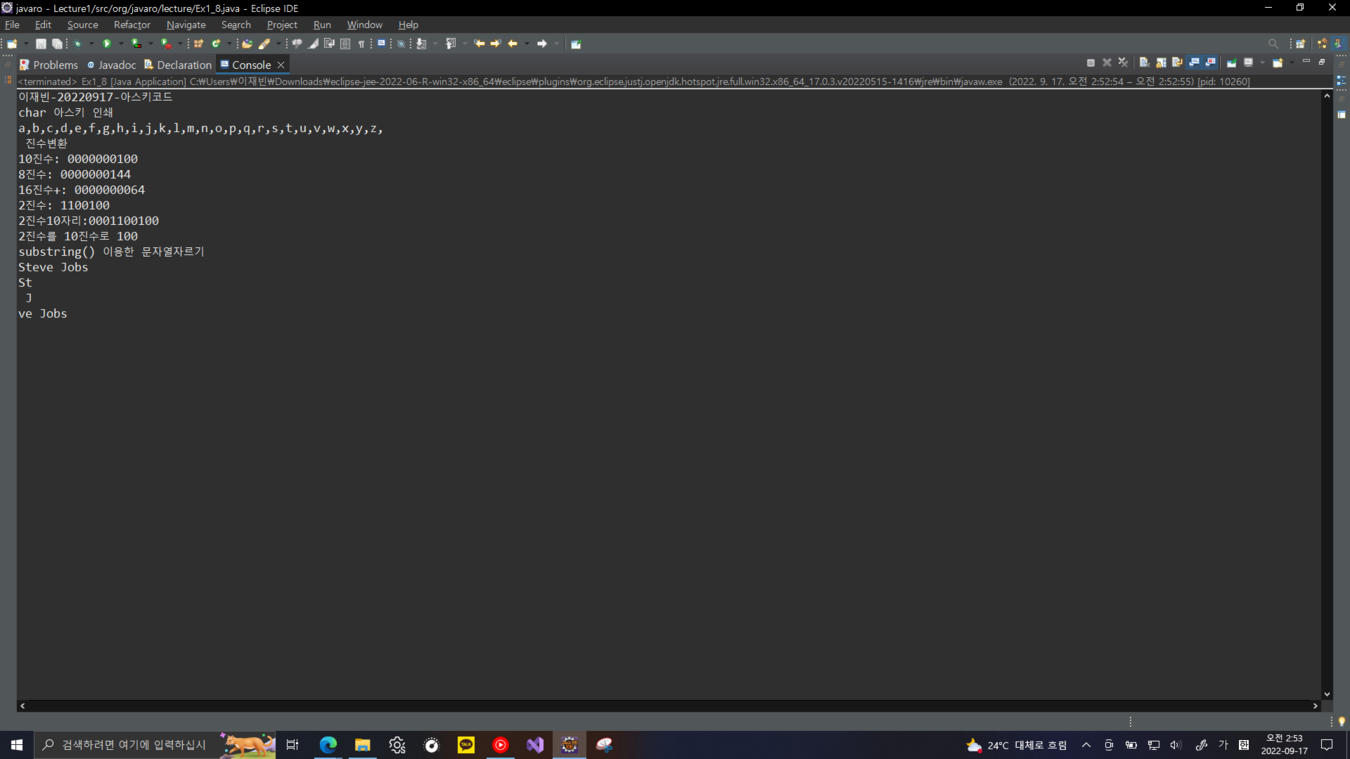 javaro - Lecture1/src/org/javaro/lecture/Ex1_8.java - Eclipse IDE
File Edit Source Refactor Navigate Search Project Run Window Help
Problems Javadoc Declaration Console
<terminated> Ex1_8 [Java Application] C:₩Users₩이재빈₩Downloads₩eclipse-jee-2022-06-R-win32-x86_64₩eclipse₩plugins₩org.eclipse.justj.openjdk.hotspot.jre.full.win32.x86_64_17.0.3.v20220515-1416₩jre₩bin₩javaw.exe (2022. 9. 17. 오전 2:52:54 – 오전 2:52:55) [pid: 10260]
이재빈-20220917-아스키코드
char 아스키 인쇄
a,b,c,d,e,f,g,h,i,j,k,l,m,n,o,p,q,r,s,t,u,v,w,x,y,z,
진수변환
10진수: 0000000100
8진수: 0000000144
16진수+: 0000000064
2진수: 1100100
2진수10자리:0001100100
2진수를 10진수로 100
substring() 이용한 문자열자르기
Steve Jobs
St
J
ve Jobs
검색하려면 여기에 입력하십시
TALK
24°C 대체로 흐림
가
한
오전 2:53
2022-09-17